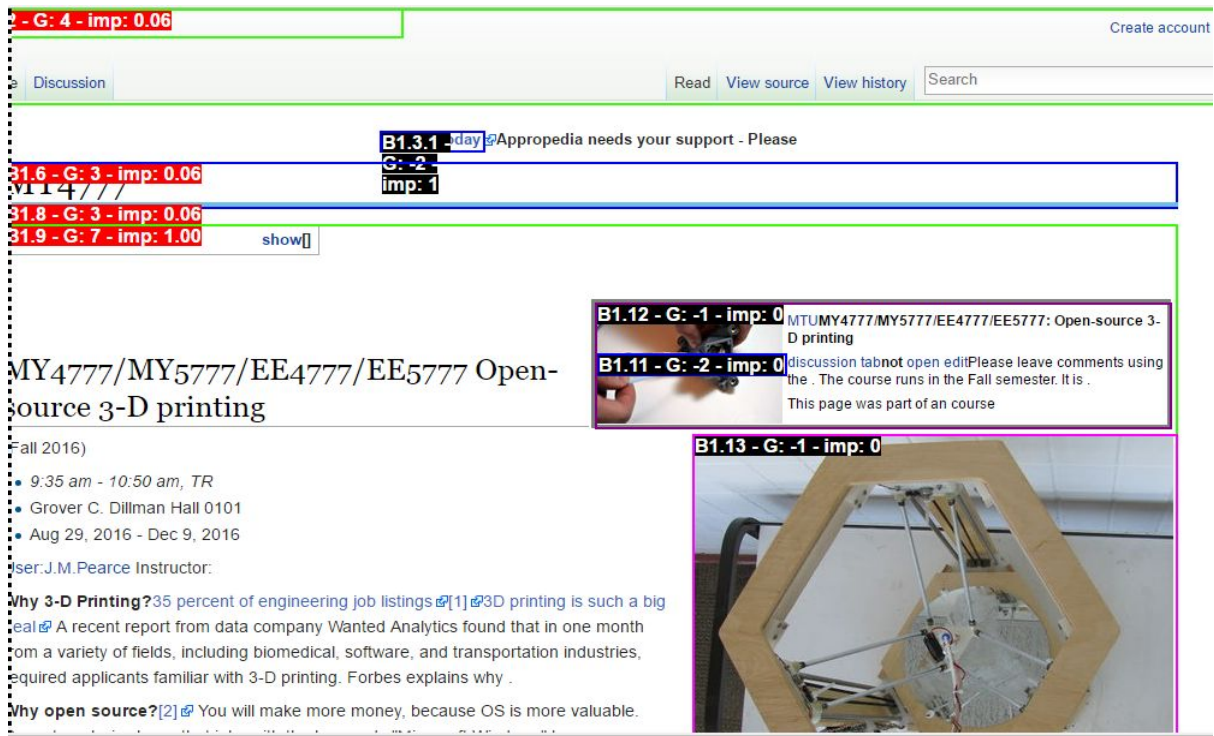 2 - G: 4 - imp: 0.06
Create account
Discussion
Read View source View history Search
B1.3.1 - oday Appropedia needs your support - Please
G: -2 -
imp: 1
B1.6 - G: 3 - imp: 0.06
MY4777
B1.8 - G: 3 - imp: 0.06
B1.9 - G: 7 - imp: 1.00 show[]
B1.12 - G: -1 - imp: 0
MTUMY4777/MY5777/EE4777/EE5777: Open-source 3-
D printing
B1.11 - G: -2 - imp: 0
discussion tabnot open editPlease leave comments using
the . The course runs in the Fall semester. It is .
This page was part of an course
MY4777/MY5777/EE4777/EE5777 Open-
source 3-D printing
B1.13 - G: -1 - imp: 0
Fall 2016)
9:35 am - 10:50 am, TR
Grover C. Dillman Hall 0101
Aug 29, 2016 - Dec 9, 2016
User:J.M.Pearce Instructor:
Why 3-D Printing?35 percent of engineering job listings [1] 3D printing is such a big
deal A recent report from data company Wanted Analytics found that in one month
from a variety of fields, including biomedical, software, and transportation industries,
required applicants familiar with 3-D printing. Forbes explains why .
Why open source?[2] You will make more money, because OS is more valuable.